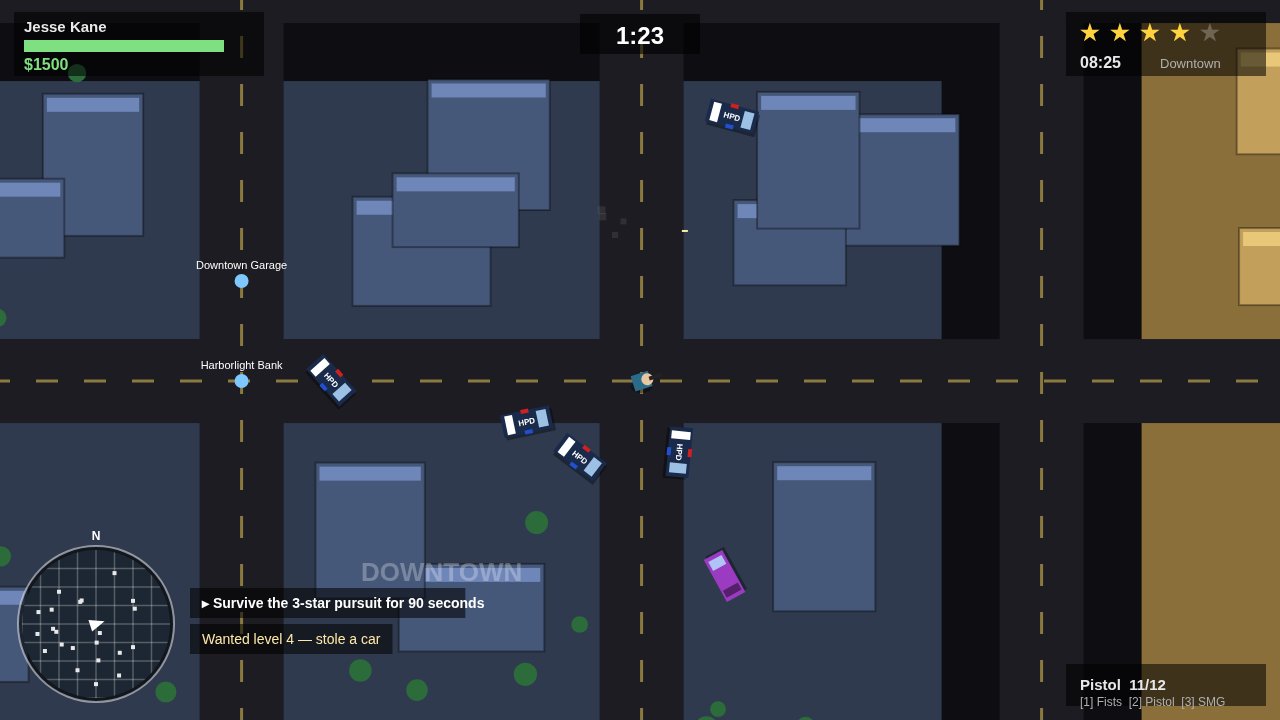 Jesse Kane
$1500
1:23
★ ★ ★ ★ ★
08:25 Downtown
HPD
Downtown Garage
Harborlight Bank
HPD
HPD
HPD
HPD
N
DOWNTOWN
▸ Survive the 3-star pursuit for 90 seconds
Wanted level 4 — stole a car
Pistol 11/12
[1] Fists [2] Pistol [3] SMG